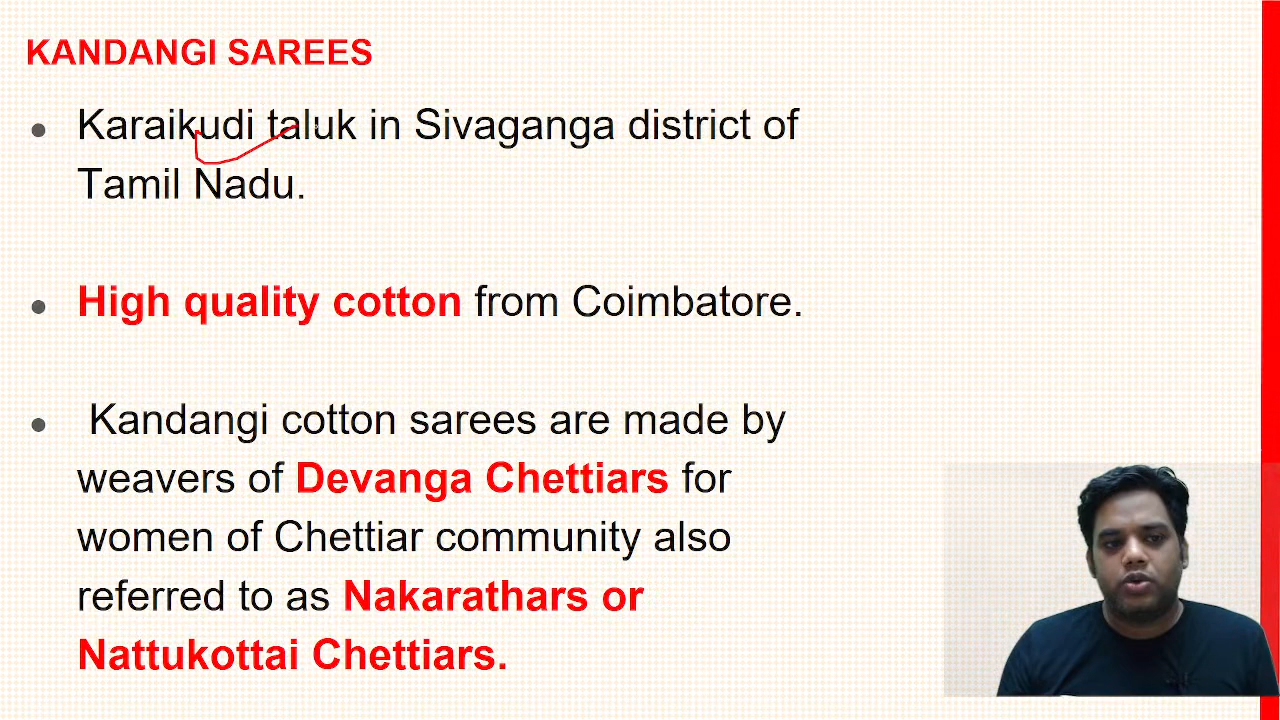 KANDANGI SAREES
● Karaikudi taluk in Sivaganga district of
Tamil Nadu.
● High quality cotton from Coimbatore.
● Kandangi cotton sarees are made by
weavers of Devanga Chettiars for
women of Chettiar community also
referred to as Nakarathars or
Nattukottai Chettiars.